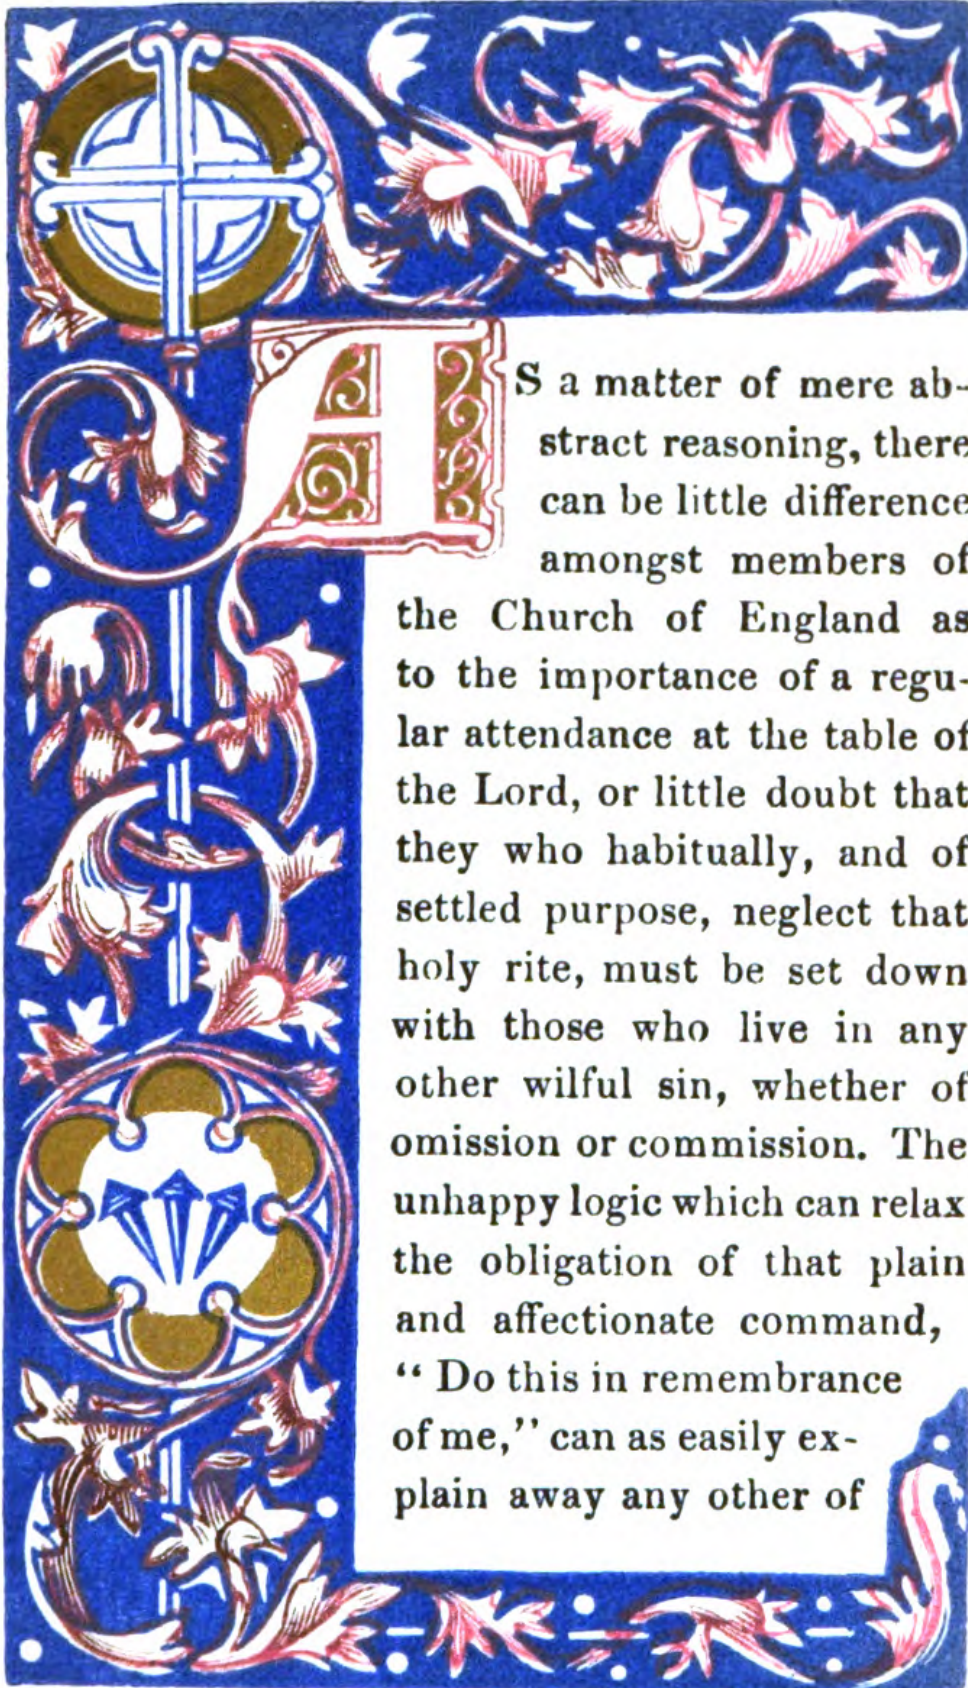 AS a matter of mere ab-
stract reasoning, there
can be little difference
amongst members of
the Church of England as
to the importance of a regu-
lar attendance at the table of
the Lord, or little doubt that
they who habitually, and of
settled purpose, neglect that
holy rite, must be set down
with those who live in any
other wilful sin, whether of
omission or commission. The
unhappy logic which can relax
the obligation of that plain
and affectionate command,
“ Do this in remembrance
of me,” can as easily ex-
plain away any other of